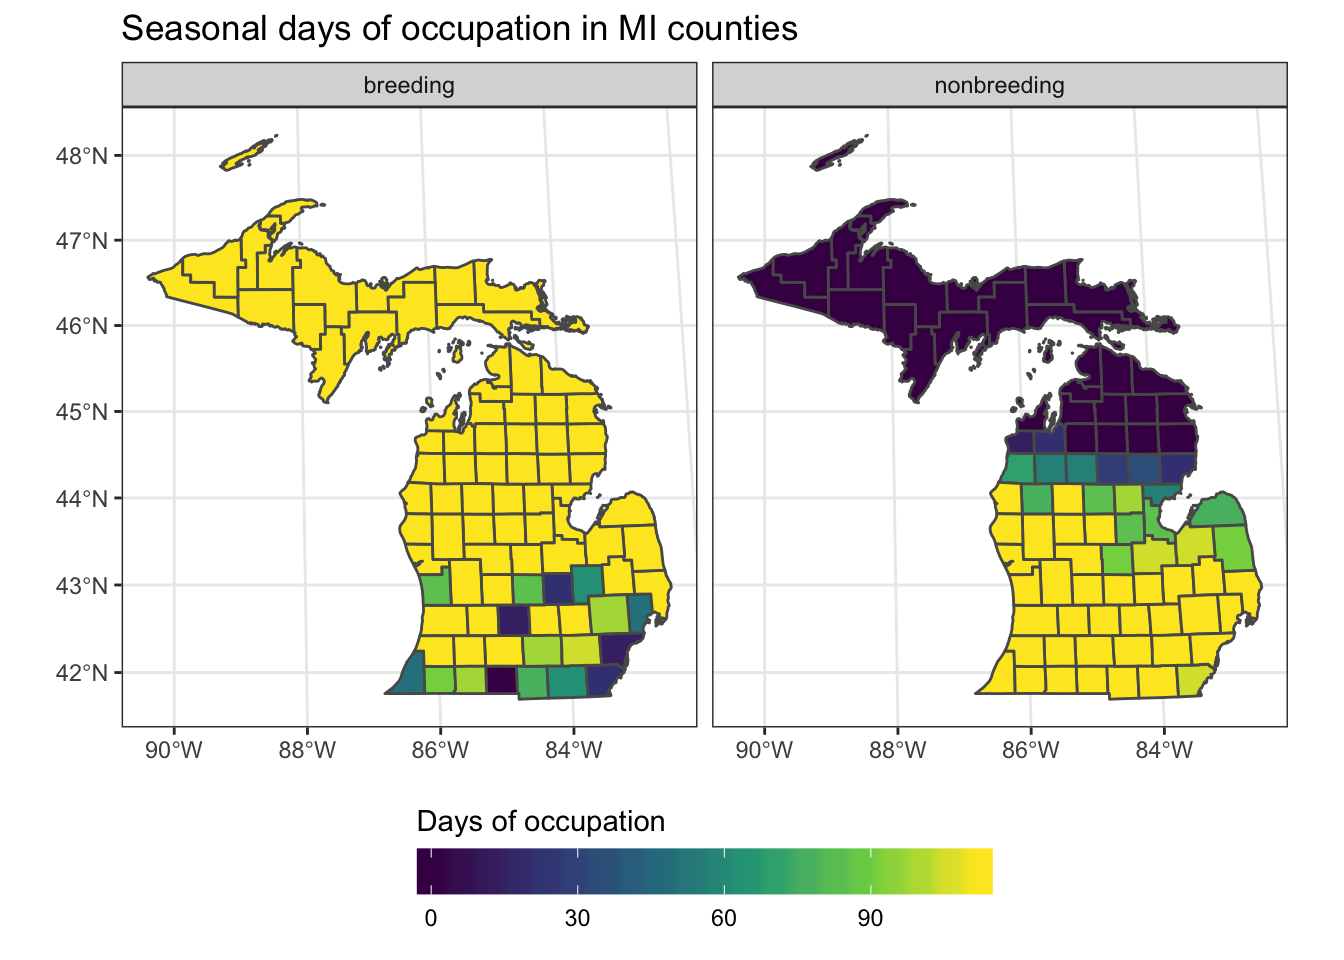 Seasonal days of occupation in MI counties
breeding
nonbreeding
48°N
47°N
46°N
45°N
44°N
43°N
42°N
90°W 88°W 86°W 84°W
90°W 88°W 86°W 84°W
Days of occupation
0 30 60 90